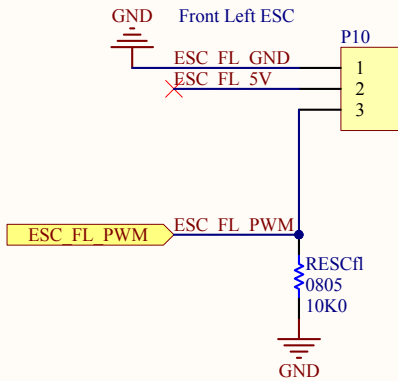 GND
Front Left ESC
P10
ESC_FL_GND
1
ESC_FL_5V
2
3
ESC_FL_PWM
ESC_FL_PWM
RESCfl
0805
10K0
GND